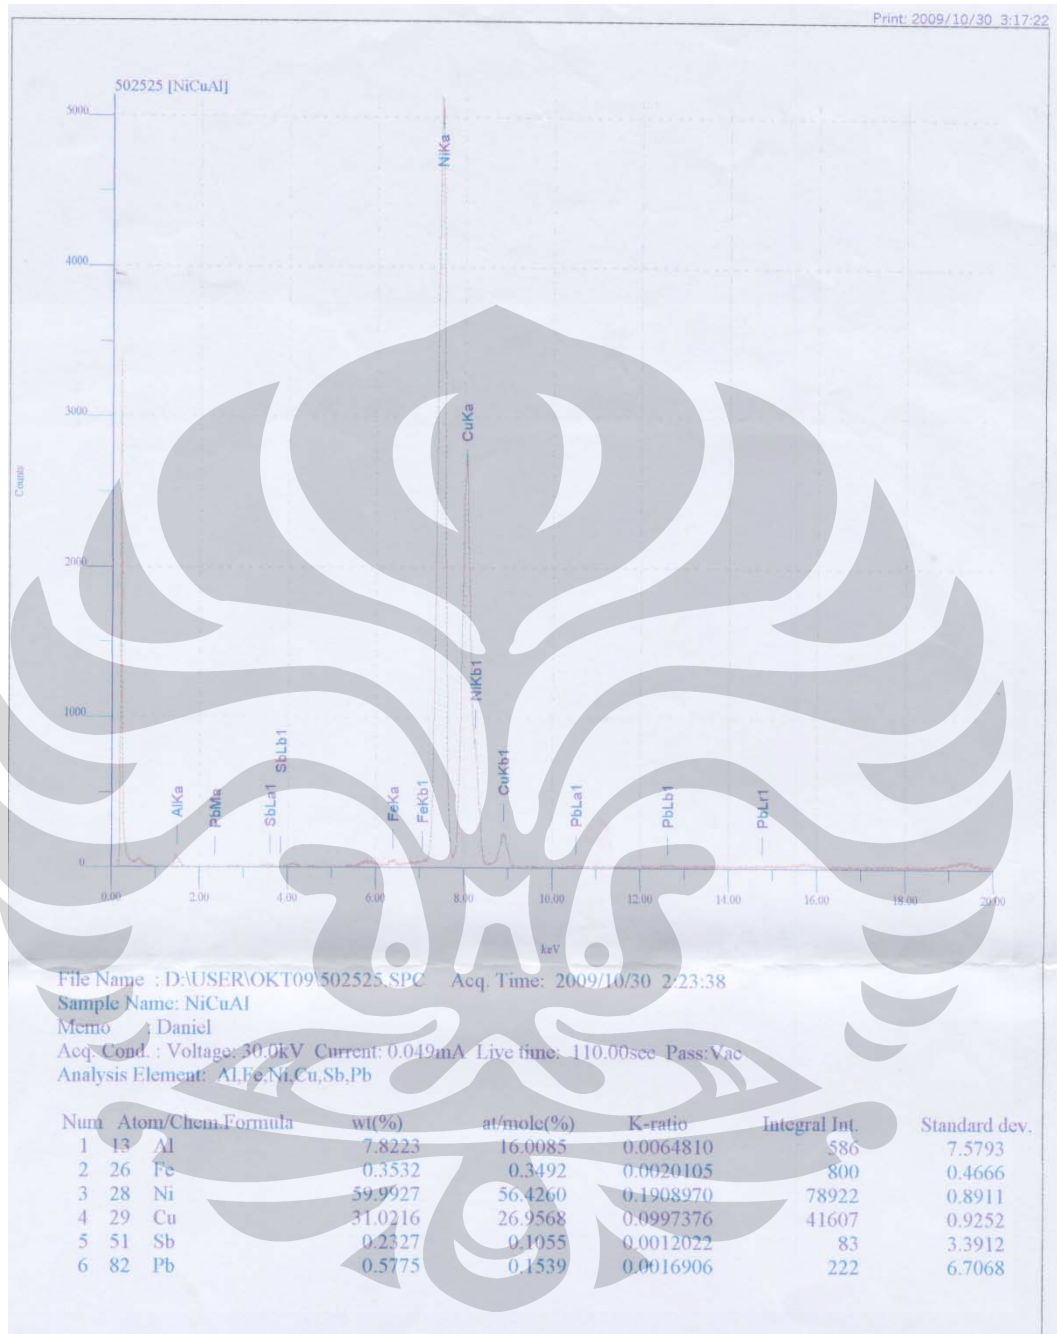 Print: 2009/10/30 3:17:22
502525 [NiCuAl]
5000
4000
3000
2000
1000
0
Counts
NiKa
CuKa
NiKb1
CuKb1
AlKa
PbMa
SbLa1
SbLb1
FeKa
FeKb1
PbLa1
PbLb1
PbLr1
0.00 2.00 4.00 6.00 8.00 10.00 12.00 14.00 16.00 18.00 20.00
keV
File Name : D:\USER\OKT09\502525.SPC Acq. Time: 2009/10/30 2:23:38
Sample Name: NiCuAl
Memo : Daniel
Acq. Cond. : Voltage: 30.0kV Current: 0.049mA Live time: 110.00sec Pass:Vac
Analysis Element: Al,Fe,Ni,Cu,Sb,Pb
Num Atom/Chem.Formula wt(%) at/mole(%) K-ratio Integral Int. Standard dev.
1 13 Al 7.8223 16.0085 0.0064810 586 7.5793
2 26 Fe 0.3532 0.3492 0.0020105 800 0.4666
3 28 Ni 59.9927 56.4260 0.1908970 78922 0.8911
4 29 Cu 31.0216 26.9568 0.0997376 41607 0.9252
5 51 Sb 0.2327 0.1055 0.0012022 83 3.3912
6 82 Pb 0.5775 0.1539 0.0016906 222 6.7068